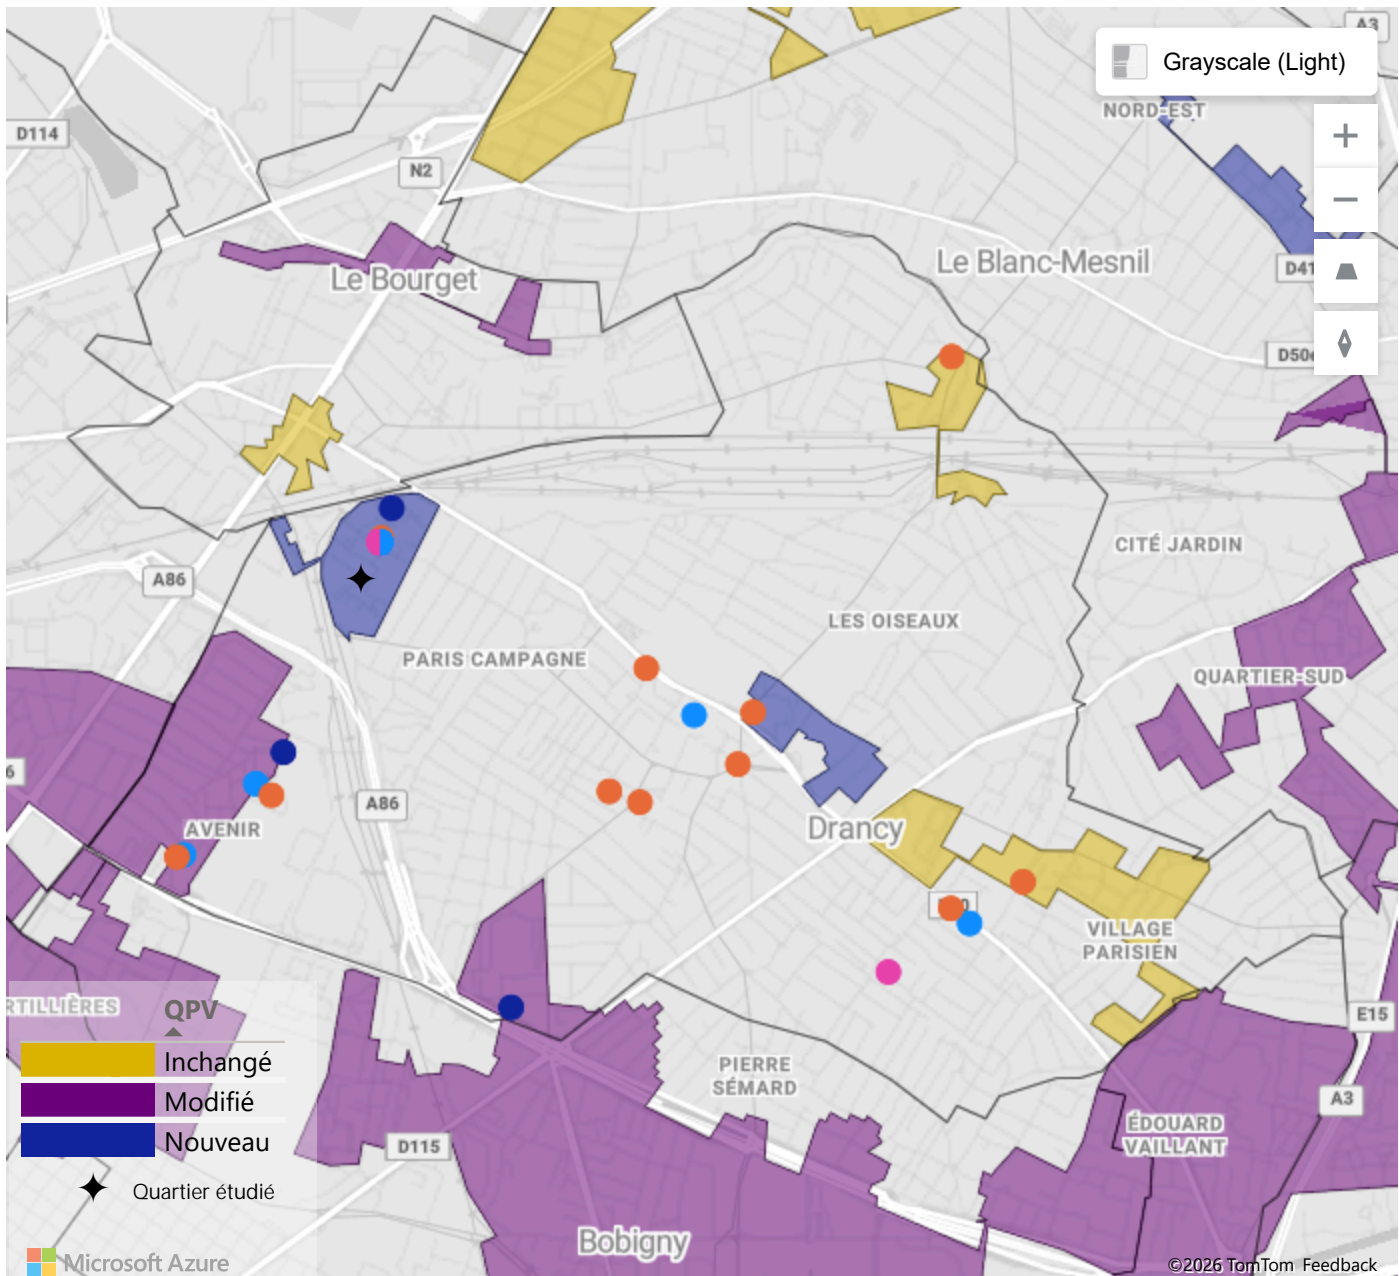 A3
Grayscale (Light)
NORD-EST
D114
N2
Le Blanc-Mesnil
D41
Le Bourget
CITÉ JARDIN
A86
LES OISEAUX
PARIS CAMPAGNE
QUARTIER-SUD
6
A86
AVENIR
Drancy
VILLAGE
PARISIEN
RTILLIÈRES
QPV
E15
Inchangé
PIERRE
SÉMARD
Modifié
A3
ÉDOUARD
VAILLANT
Nouveau
D115
Quartier étudié
Bobigny
Microsoft Azure
©2026 TomTom Feedback